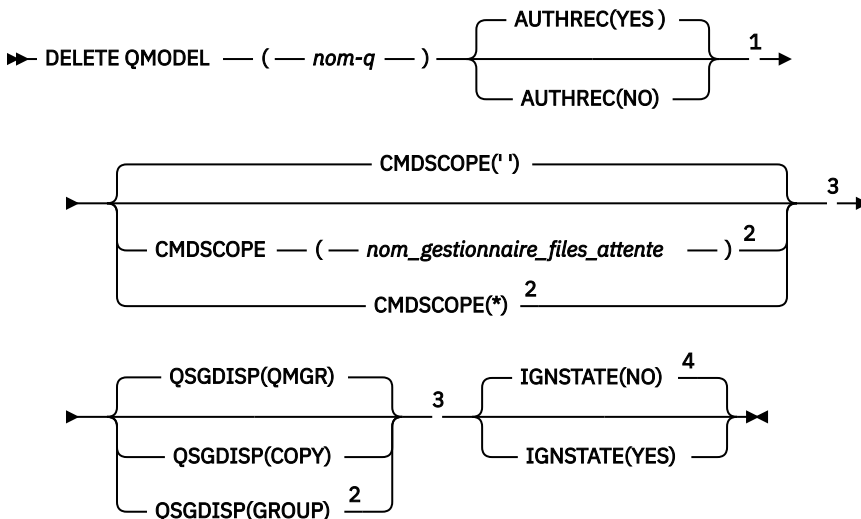 AUTHREC(YES )
DELETE QMODEL ( nom-q ) 1
AUTHREC(NO)
CMDSCOPE(' ')
3
CMDSCOPE ( nom_gestionnaire_files_attente ) 2
CMDSCOPE(*) 2
QSGDISP(QMGR) IGNSTATE(NO) 4
3
QSGDISP(COPY) IGNSTATE(YES)
QSGDISP(GROUP) 2